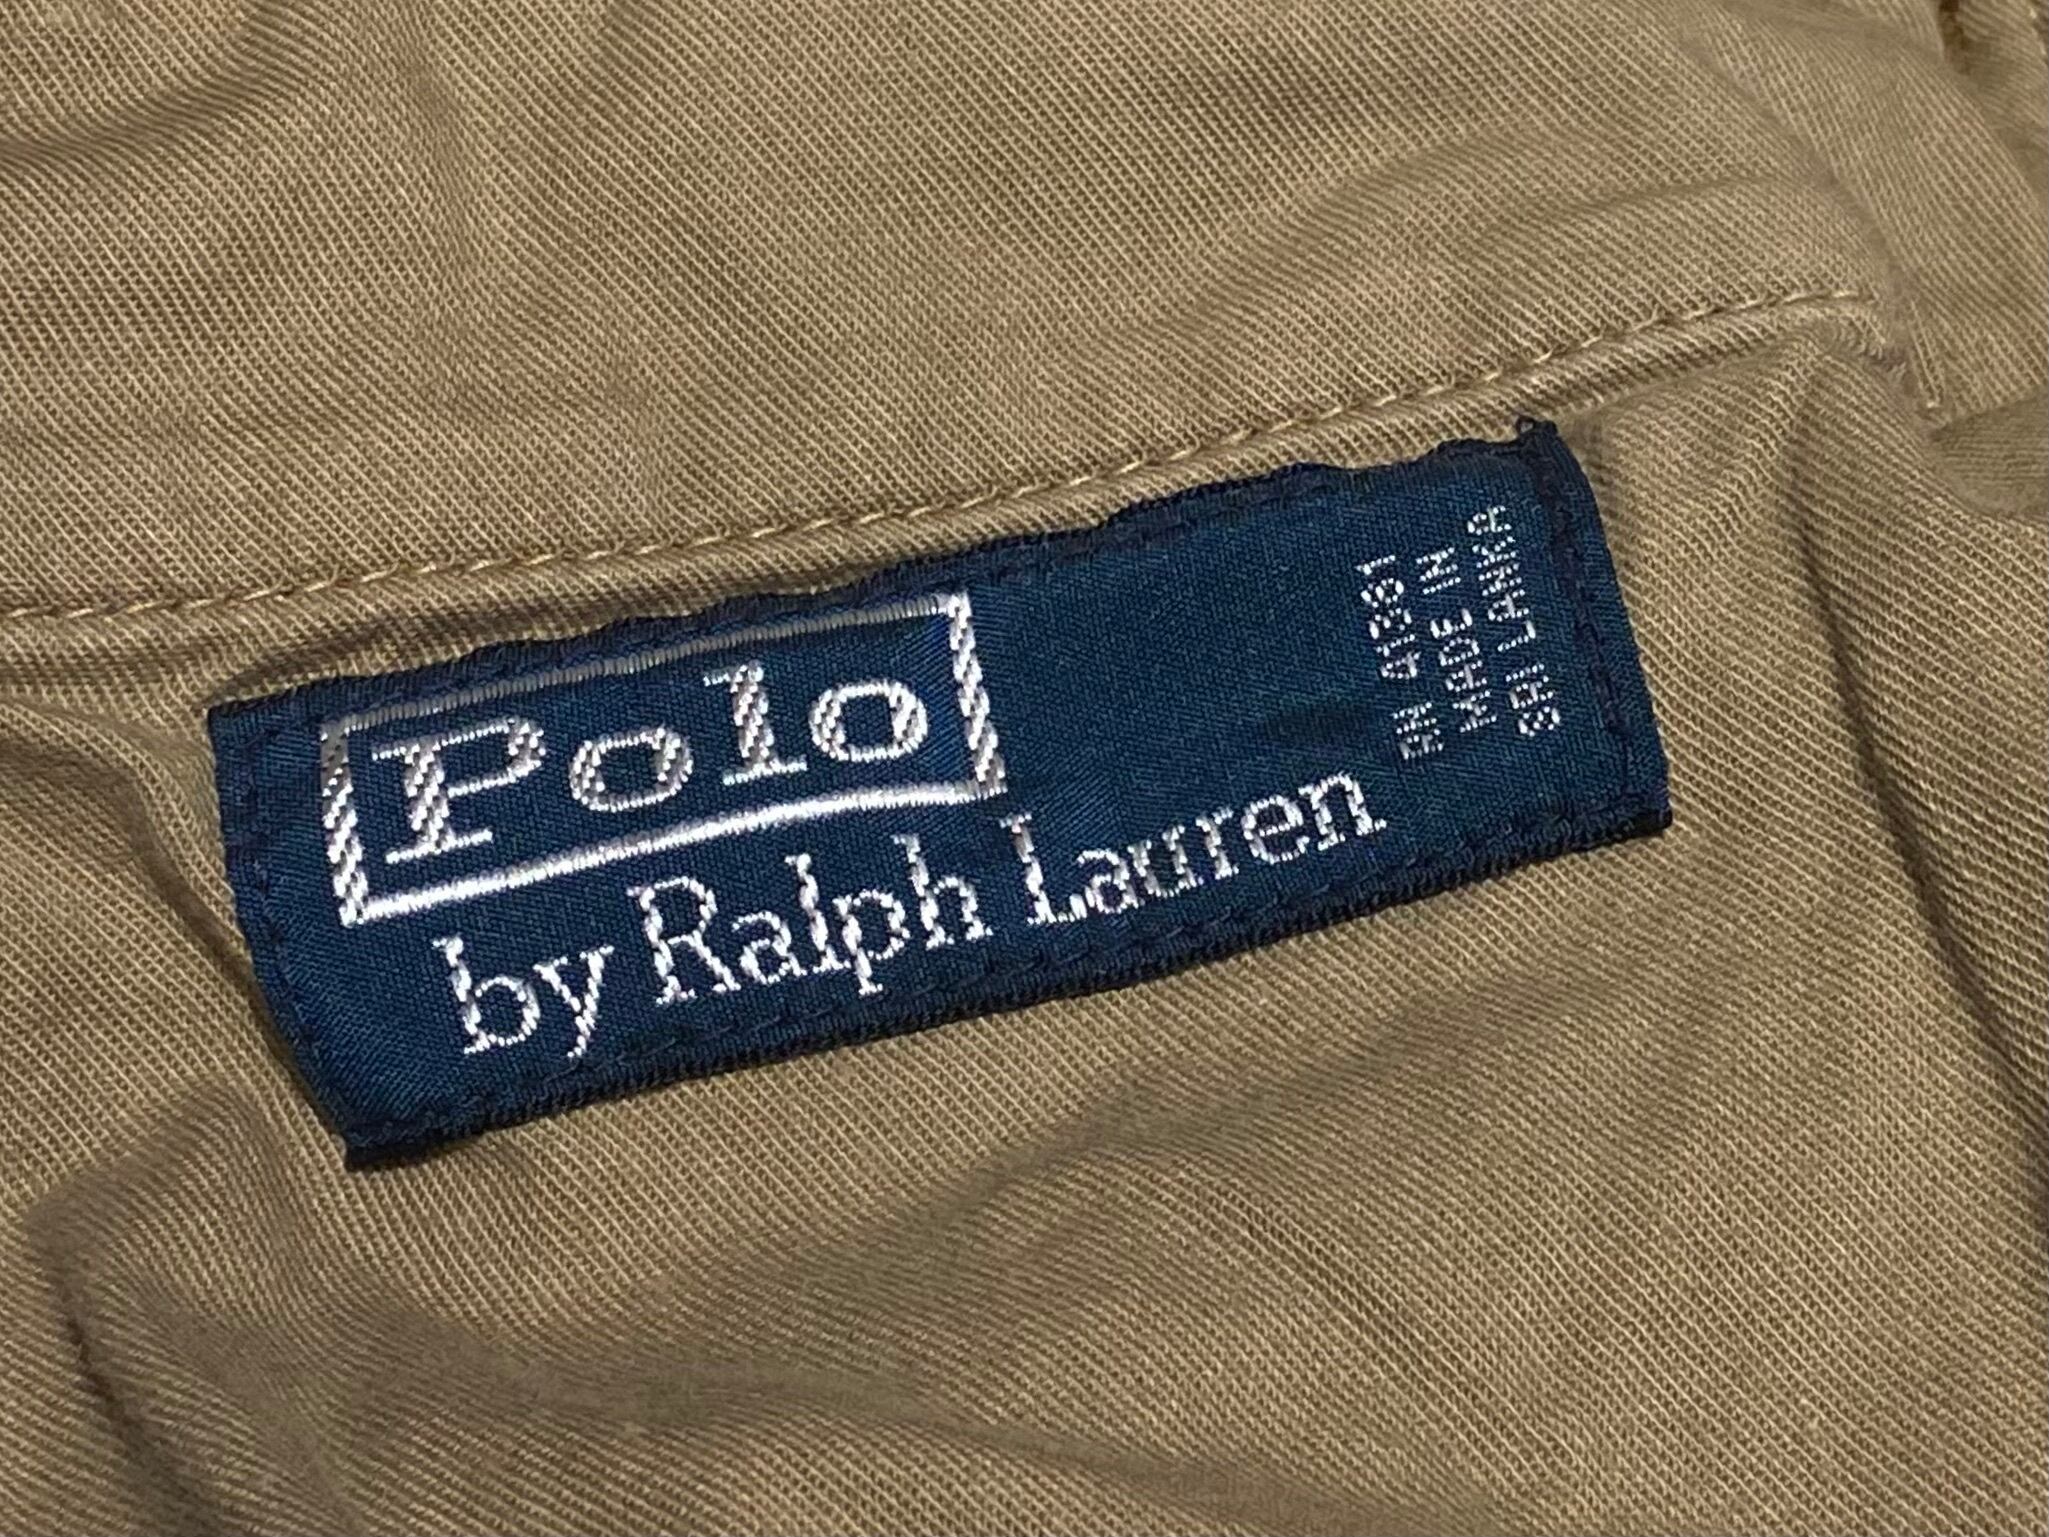 Polo
by Ralph Lauren
RN 41381
MADE IN
SRI LANKA